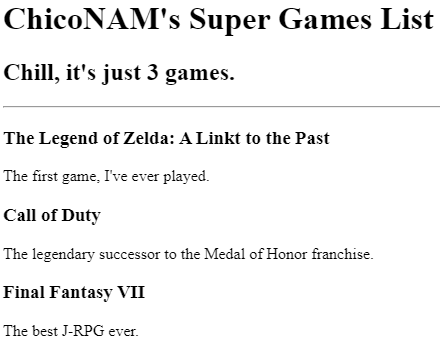 ChicoNAM's Super Games List
Chill, it's just 3 games.
The Legend of Zelda: A Linkt to the Past
The first game, I've ever played.
Call of Duty
The legendary successor to the Medal of Honor franchise.
Final Fantasy VII
The best J-RPG ever.